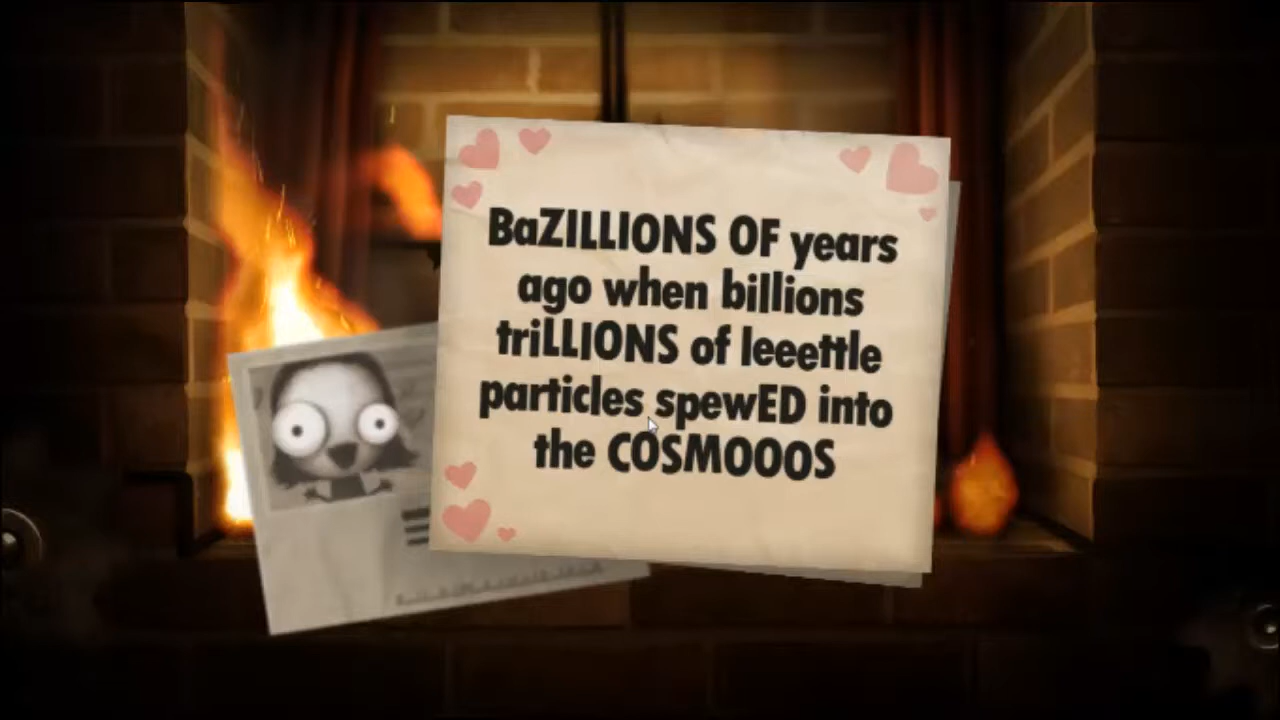 BaZILLIONS OF years
ago when billions
triLLIONS of leeettle
particles spewED into
the COSMOOOS